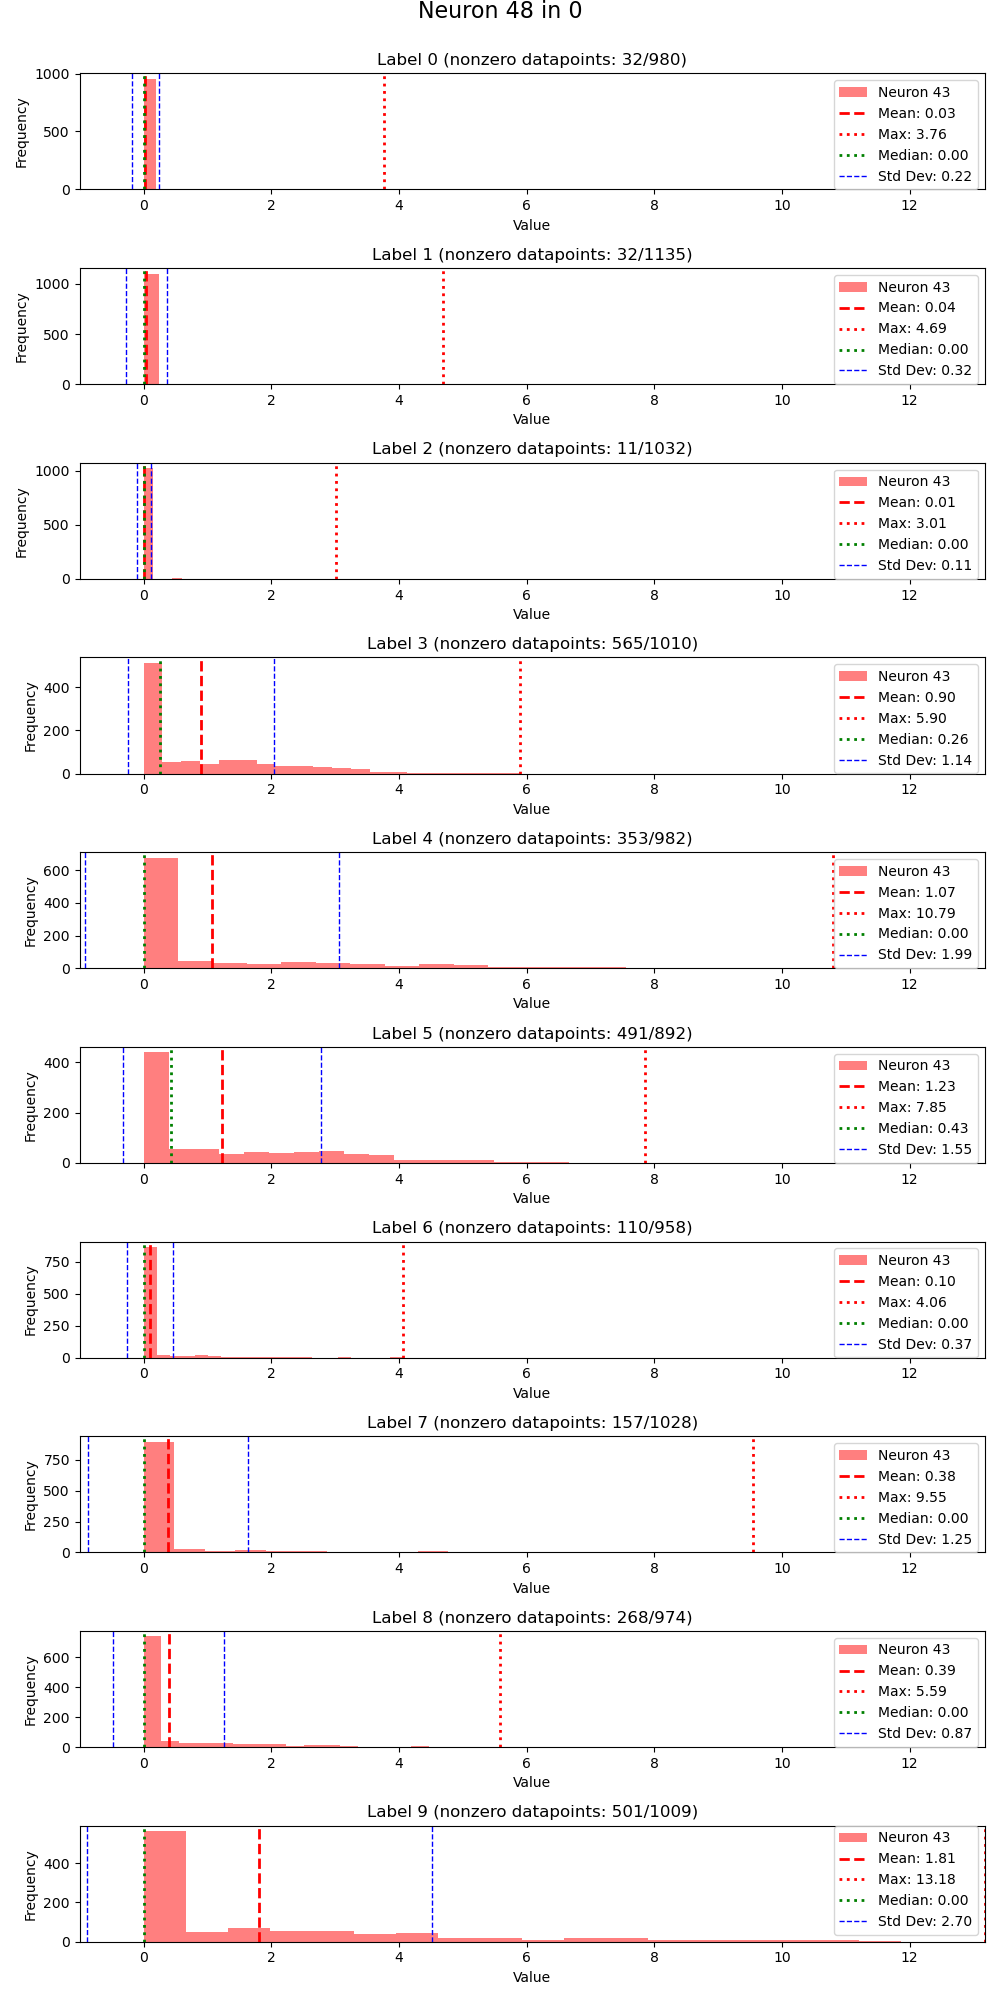 Neuron 48 in 0
Label 0 (nonzero datapoints: 32/980)
1000
500
0
Frequency
Neuron 43
Mean: 0.03
Max: 3.76
Median: 0.00
Std Dev: 0.22
0 2 4 6 8 10 12
Value
Label 1 (nonzero datapoints: 32/1135)
1000
500
0
Frequency
Neuron 43
Mean: 0.04
Max: 4.69
Median: 0.00
Std Dev: 0.32
0 2 4 6 8 10 12
Value
Label 2 (nonzero datapoints: 11/1032)
1000
500
0
Frequency
Neuron 43
Mean: 0.01
Max: 3.01
Median: 0.00
Std Dev: 0.11
0 2 4 6 8 10 12
Value
Label 3 (nonzero datapoints: 565/1010)
400
200
0
Frequency
Neuron 43
Mean: 0.90
Max: 5.90
Median: 0.26
Std Dev: 1.14
0 2 4 6 8 10 12
Value
Label 4 (nonzero datapoints: 353/982)
600
400
200
0
Frequency
Neuron 43
Mean: 1.07
Max: 10.79
Median: 0.00
Std Dev: 1.99
0 2 4 6 8 10 12
Value
Label 5 (nonzero datapoints: 491/892)
400
200
0
Frequency
Neuron 43
Mean: 1.23
Max: 7.85
Median: 0.43
Std Dev: 1.55
0 2 4 6 8 10 12
Value
Label 6 (nonzero datapoints: 110/958)
750
500
250
0
Frequency
Neuron 43
Mean: 0.10
Max: 4.06
Median: 0.00
Std Dev: 0.37
0 2 4 6 8 10 12
Value
Label 7 (nonzero datapoints: 157/1028)
750
500
250
0
Frequency
Neuron 43
Mean: 0.38
Max: 9.55
Median: 0.00
Std Dev: 1.25
0 2 4 6 8 10 12
Value
Label 8 (nonzero datapoints: 268/974)
600
400
200
0
Frequency
Neuron 43
Mean: 0.39
Max: 5.59
Median: 0.00
Std Dev: 0.87
0 2 4 6 8 10 12
Value
Label 9 (nonzero datapoints: 501/1009)
400
200
0
Frequency
Neuron 43
Mean: 1.81
Max: 13.18
Median: 0.00
Std Dev: 2.70
0 2 4 6 8 10 12
Value